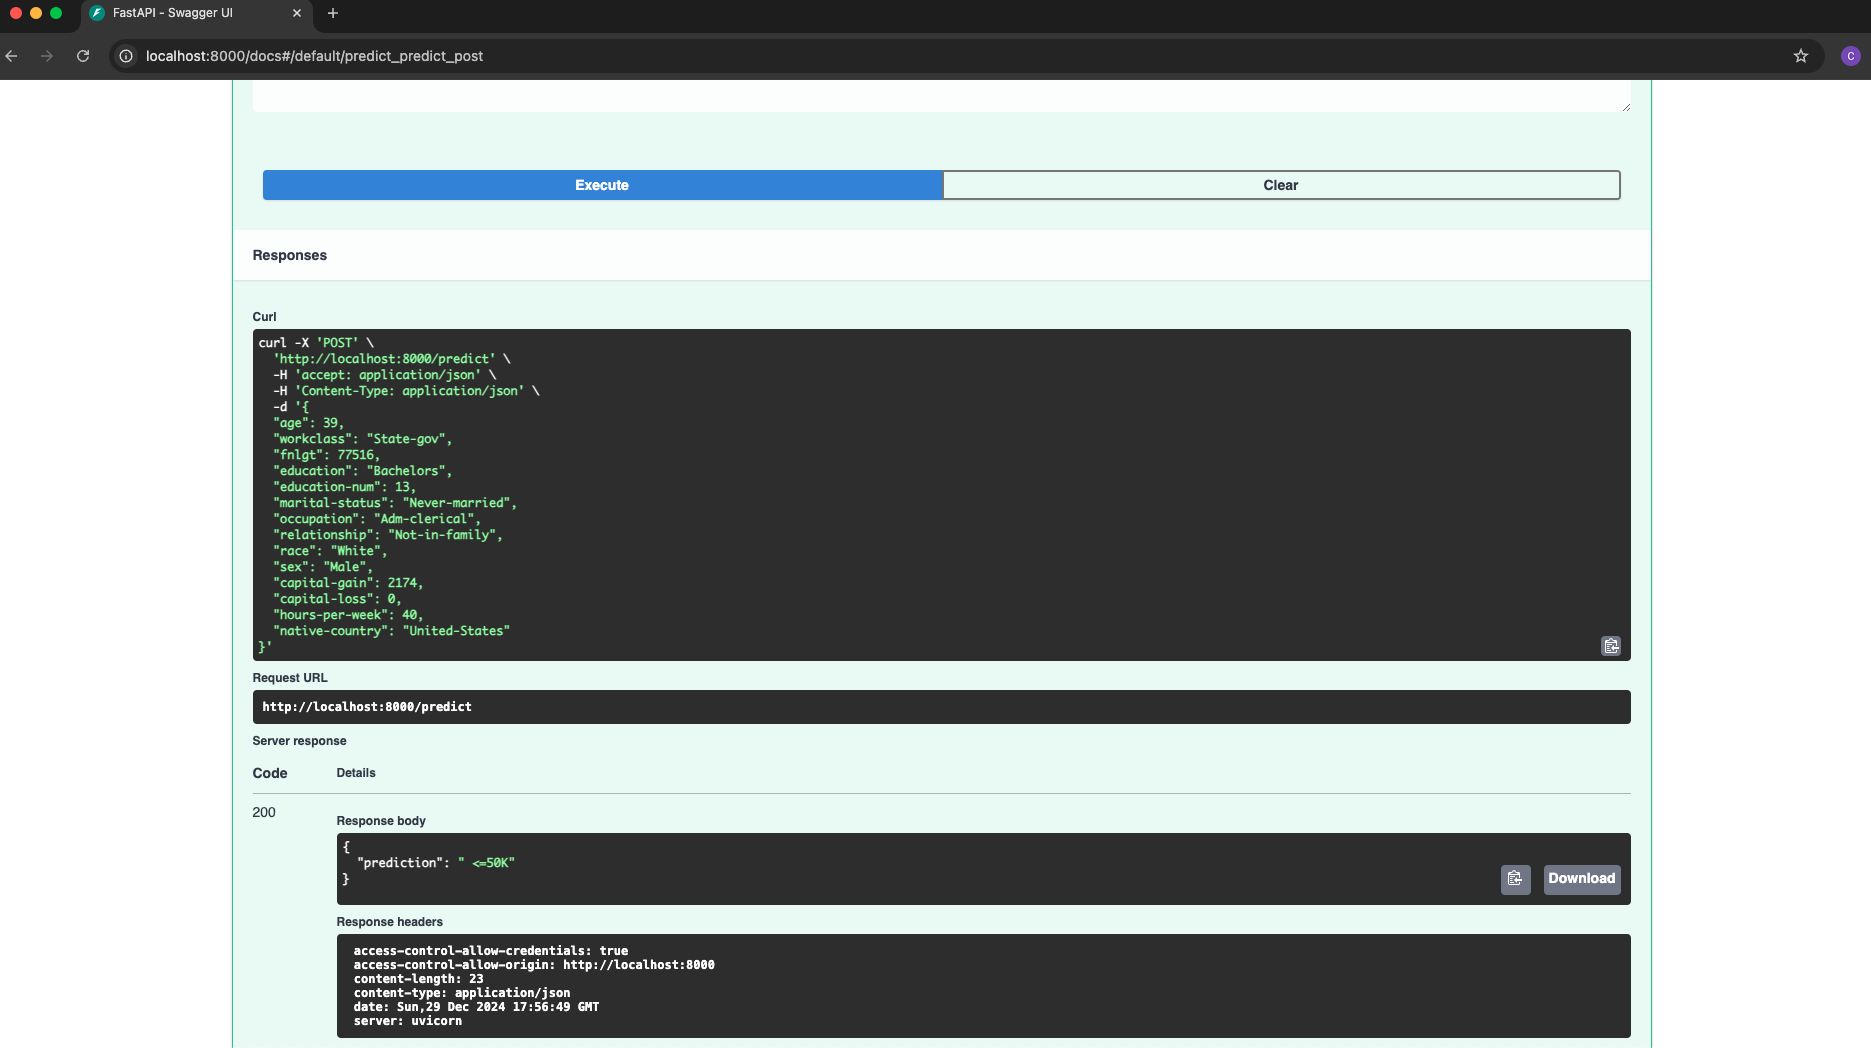 FastAPI - Swagger UI
localhost:8000/docs#/default/predict_predict_post
C
Execute
Clear
Responses
Curl
curl -X 'POST' \
'http://localhost:8000/predict' \
-H 'accept: application/json' \
-H 'Content-Type: application/json' \
-d '{
"age": 39,
"workclass": "State-gov",
"fnlgt": 77516,
"education": "Bachelors",
"education-num": 13,
"marital-status": "Never-married",
"occupation": "Adm-clerical",
"relationship": "Not-in-family",
"race": "White",
"sex": "Male",
"capital-gain": 2174,
"capital-loss": 0,
"hours-per-week": 40,
"native-country": "United-States"
}'
Request URL
http://localhost:8000/predict
Server response
Code Details
200
Response body
{
"prediction": " <=50K"
}
Download
Response headers
access-control-allow-credentials: true
access-control-allow-origin: http://localhost:8000
content-length: 23
content-type: application/json
date: Sun,29 Dec 2024 17:56:49 GMT
server: uvicorn